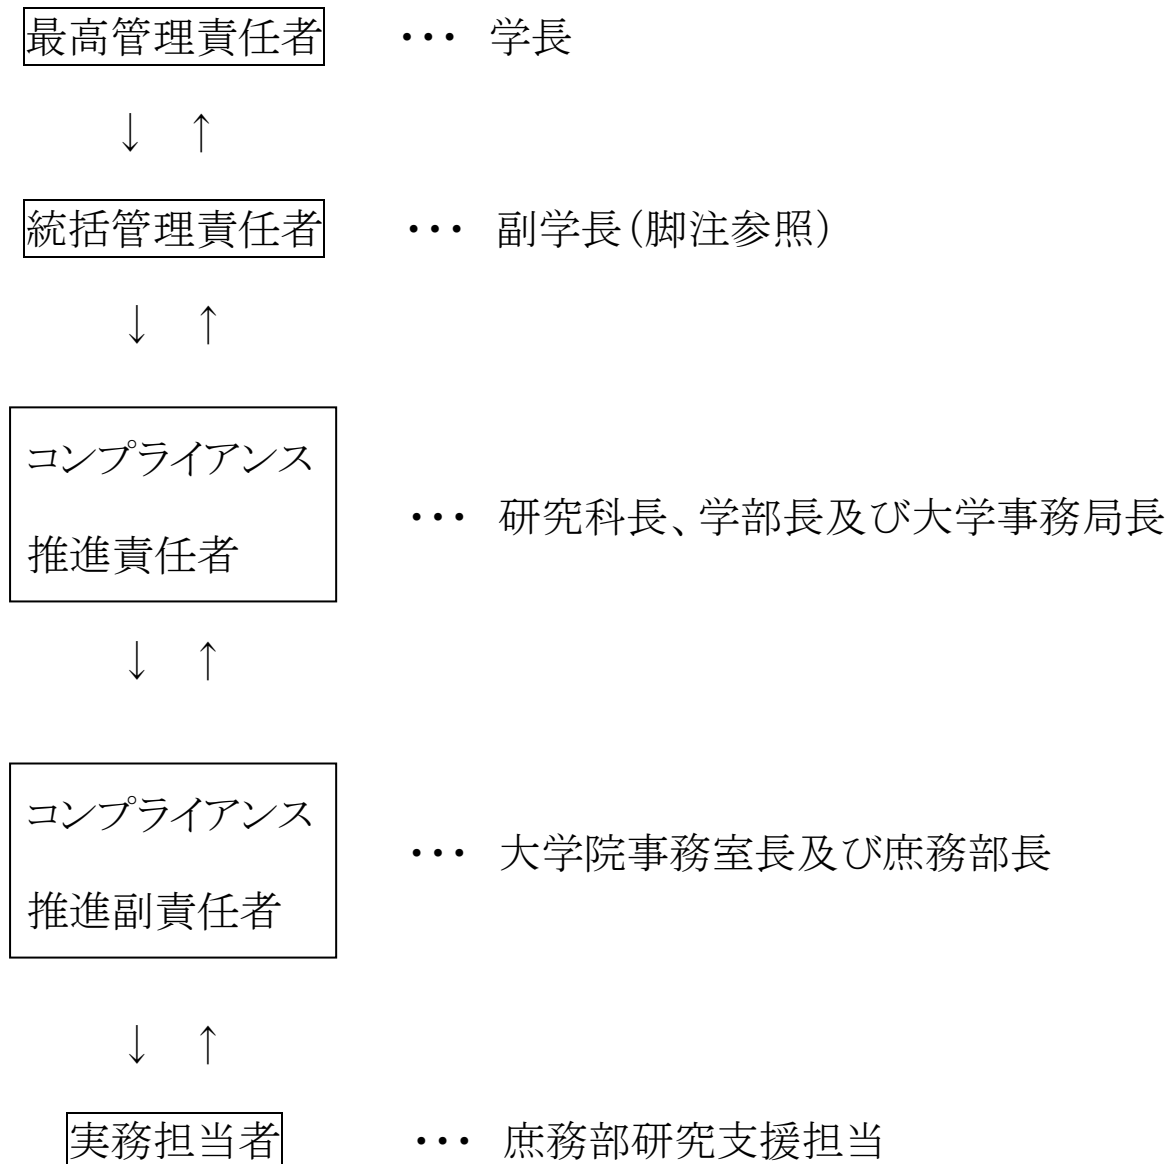 最高管理責任者 ・・・ 学長
↓ ↑
統括管理責任者 ・・・ 副学長(脚注参照)
↓ ↑
コンプライアンス
推進責任者
・・・ 研究科長、学部長及び大学事務局長
↓ ↑
コンプライアンス
推進副責任者
・・・ 大学院事務室長及び庶務部長
↓ ↑
実務担当者 ・・・ 庶務部研究支援担当